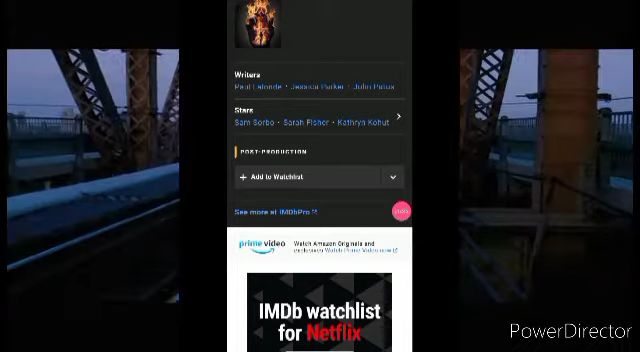 Writers
Paul Lalonde · Jessica Parker · John Patus
Stars
Sam Sorbo · Sarah Fisher · Kathryn Kohut
POST-PRODUCTION
+ Add to Watchlist
See more at IMDbPro
prime video
Watch Amazon Originals and
exclusives Watch Prime Video now
IMDb watchlist
for Netflix
PowerDirector